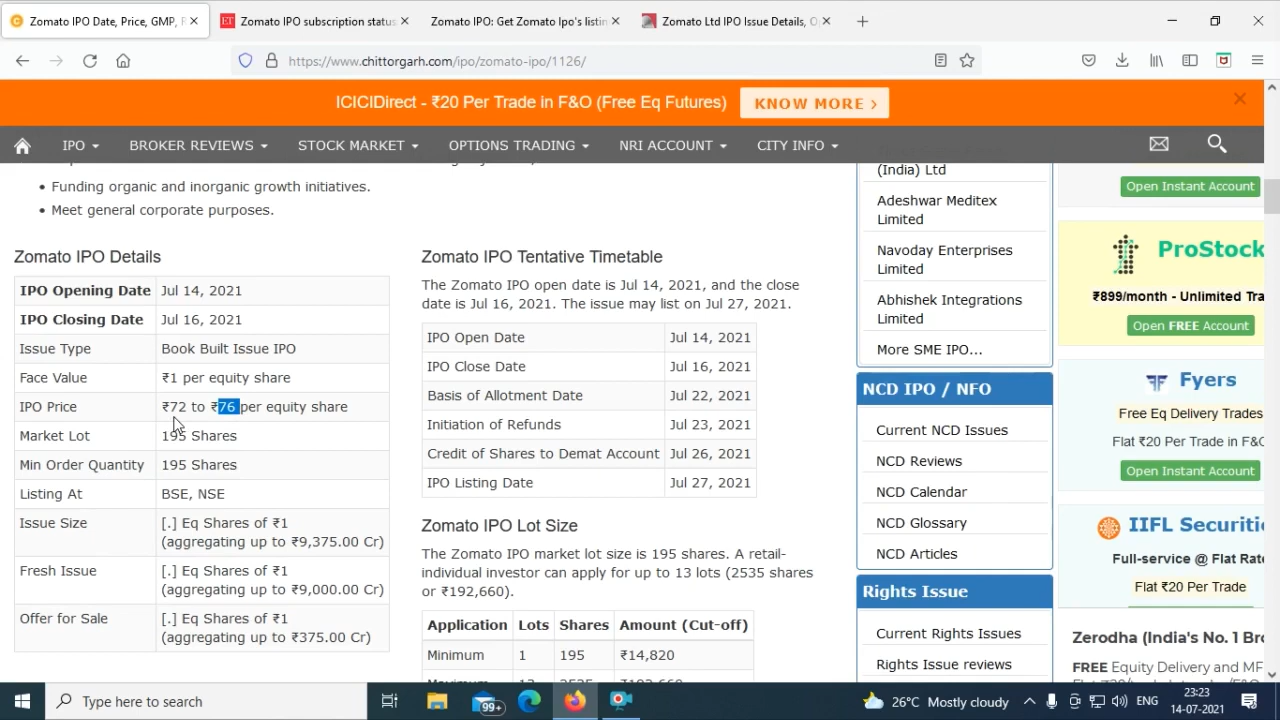 Zomato IPO Date, Price, GMP, R
Zomato IPO subscription status
Zomato IPO: Get Zomato Ipo's listin
Zomato Ltd IPO Issue Details, O
https://www.chittorgarh.com/ipo/zomato-ipo/1126/
ICICIDirect - ₹20 Per Trade in F&O (Free Eq Futures)
KNOW MORE >
IPO
BROKER REVIEWS
STOCK MARKET
OPTIONS TRADING
NRI ACCOUNT
CITY INFO
Funding organic and inorganic growth initiatives.
Meet general corporate purposes.
Zomato IPO Details
IPO Opening Date Jul 14, 2021
IPO Closing Date Jul 16, 2021
Issue Type Book Built Issue IPO
Face Value ₹1 per equity share
IPO Price ₹72 to ₹76 per equity share
Market Lot 195 Shares
Min Order Quantity 195 Shares
Listing At BSE, NSE
Issue Size [.] Eq Shares of ₹1
(aggregating up to ₹9,375.00 Cr)
Fresh Issue [.] Eq Shares of ₹1
(aggregating up to ₹9,000.00 Cr)
Offer for Sale [.] Eq Shares of ₹1
(aggregating up to ₹375.00 Cr)
Zomato IPO Tentative Timetable
The Zomato IPO open date is Jul 14, 2021, and the close
date is Jul 16, 2021. The issue may list on Jul 27, 2021.
IPO Open Date Jul 14, 2021
IPO Close Date Jul 16, 2021
Basis of Allotment Date Jul 22, 2021
Initiation of Refunds Jul 23, 2021
Credit of Shares to Demat Account Jul 26, 2021
IPO Listing Date Jul 27, 2021
Zomato IPO Lot Size
The Zomato IPO market lot size is 195 shares. A retail-
individual investor can apply for up to 13 lots (2535 shares
or ₹192,660).
Application Lots Shares Amount (Cut-off)
Minimum 1 195 ₹14,820
(India) Ltd
Adeshwar Meditex
Limited
Navoday Enterprises
Limited
Abhishek Integrations
Limited
More SME IPO...
NCD IPO / NFO
Current NCD Issues
NCD Reviews
NCD Calendar
NCD Glossary
NCD Articles
Rights Issue
Current Rights Issues
Rights Issue reviews
Open Instant Account
ProStock
₹899/month - Unlimited Tra
Open FREE Account
Fyers
Free Eq Delivery Trades
Flat ₹20 Per Trade in F&O
Open Instant Account
IIFL Securitie
Full-service @ Flat Rate
Flat ₹20 Per Trade
Zerodha (India's No. 1 Bro
FREE Equity Delivery and MF
Type here to search
99+
26°C Mostly cloudy
ENG
23:23
14-07-2021